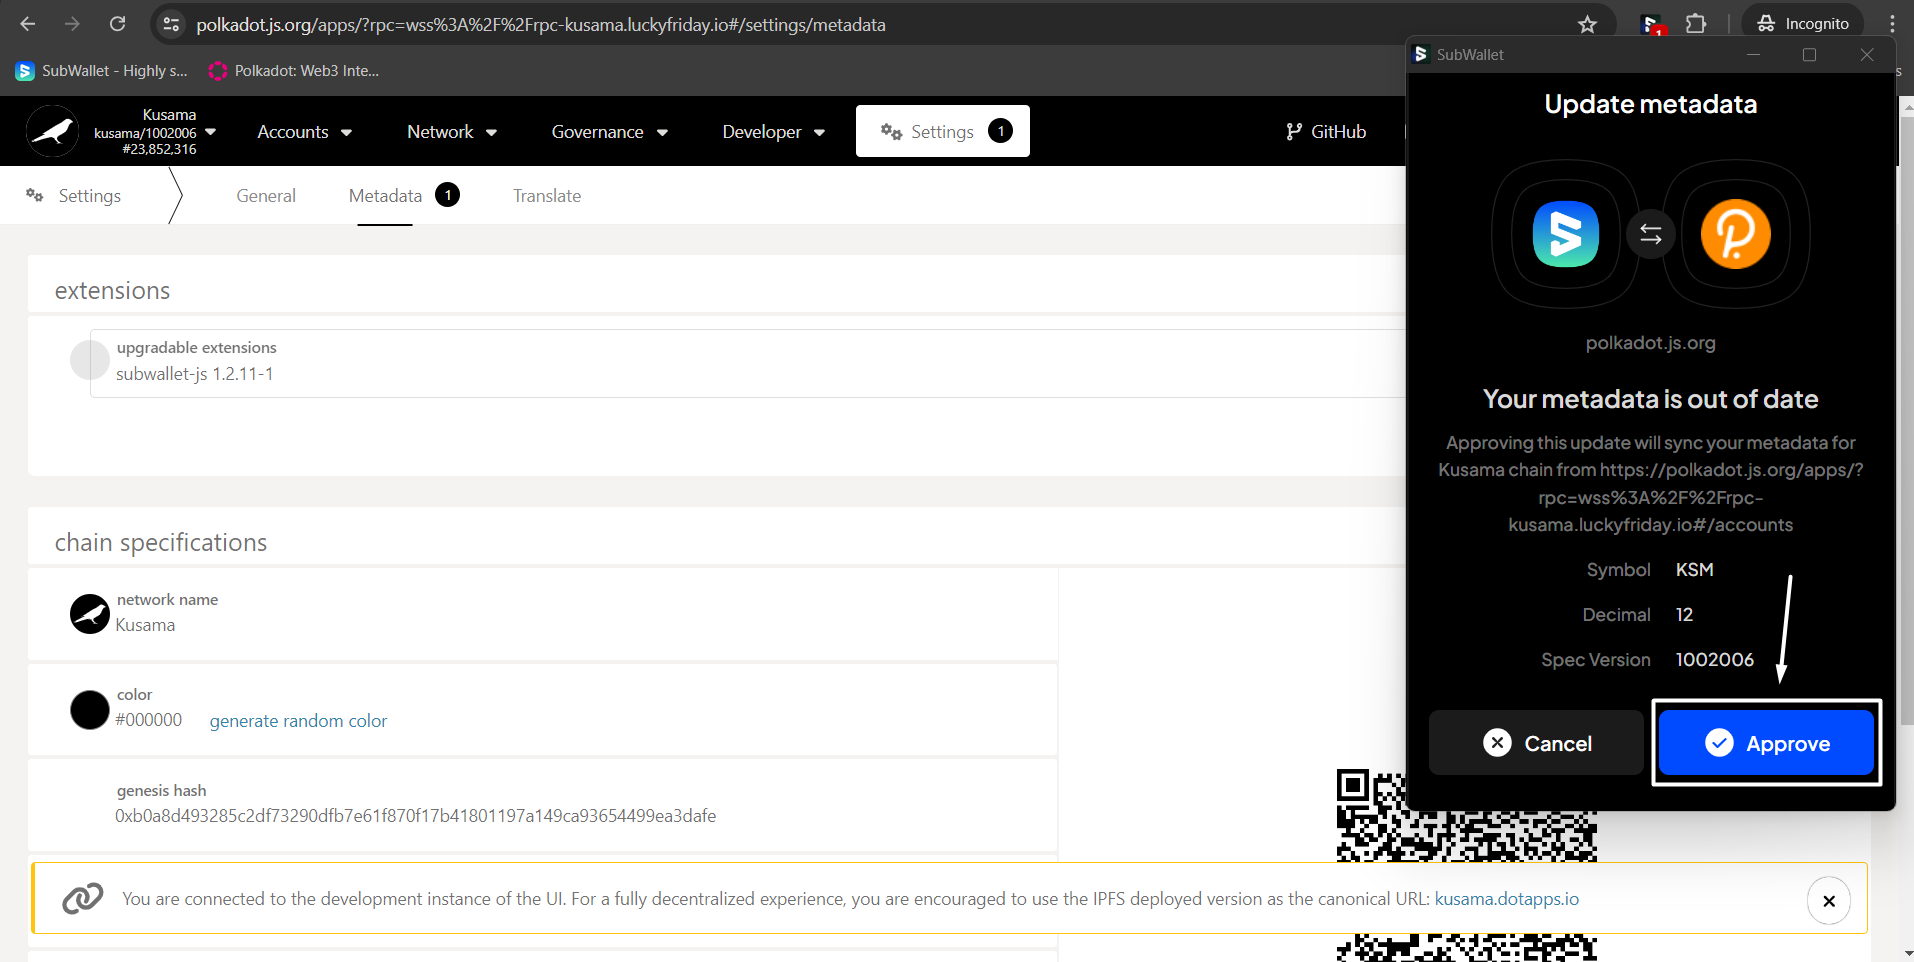 polkadot.js.org/apps/?rpc=wss%3A%2F%2Frpc-kusama.luckyfriday.io#/settings/metadata
1
Incognito
SubWallet - Highly s...
Polkadot: Web3 Inte...
s
Kusama
kusama/1002006
#23,852,316
Accounts
Network
Governance
Developer
Settings 1
GitHub
Settings
General
Metadata 1
Translate
extensions
upgradable extensions
subwallet-js 1.2.11-1
chain specifications
network name
Kusama
color
#000000
generate random color
genesis hash
0xb0a8d493285c2df73290dfb7e61f870f17b41801197a149ca93654499ea3dafe
You are connected to the development instance of the UI. For a fully decentralized experience, you are encouraged to use the IPFS deployed version as the canonical URL: kusama.dotapps.io
SubWallet
Update metadata
polkadot.js.org
Your metadata is out of date
Approving this update will sync your metadata for
Kusama chain from https://polkadot.js.org/apps/?
rpc=wss%3A%2F%2Frpc-
kusama.luckyfriday.io#/accounts
Symbol KSM
Decimal 12
Spec Version 1002006
Cancel
Approve